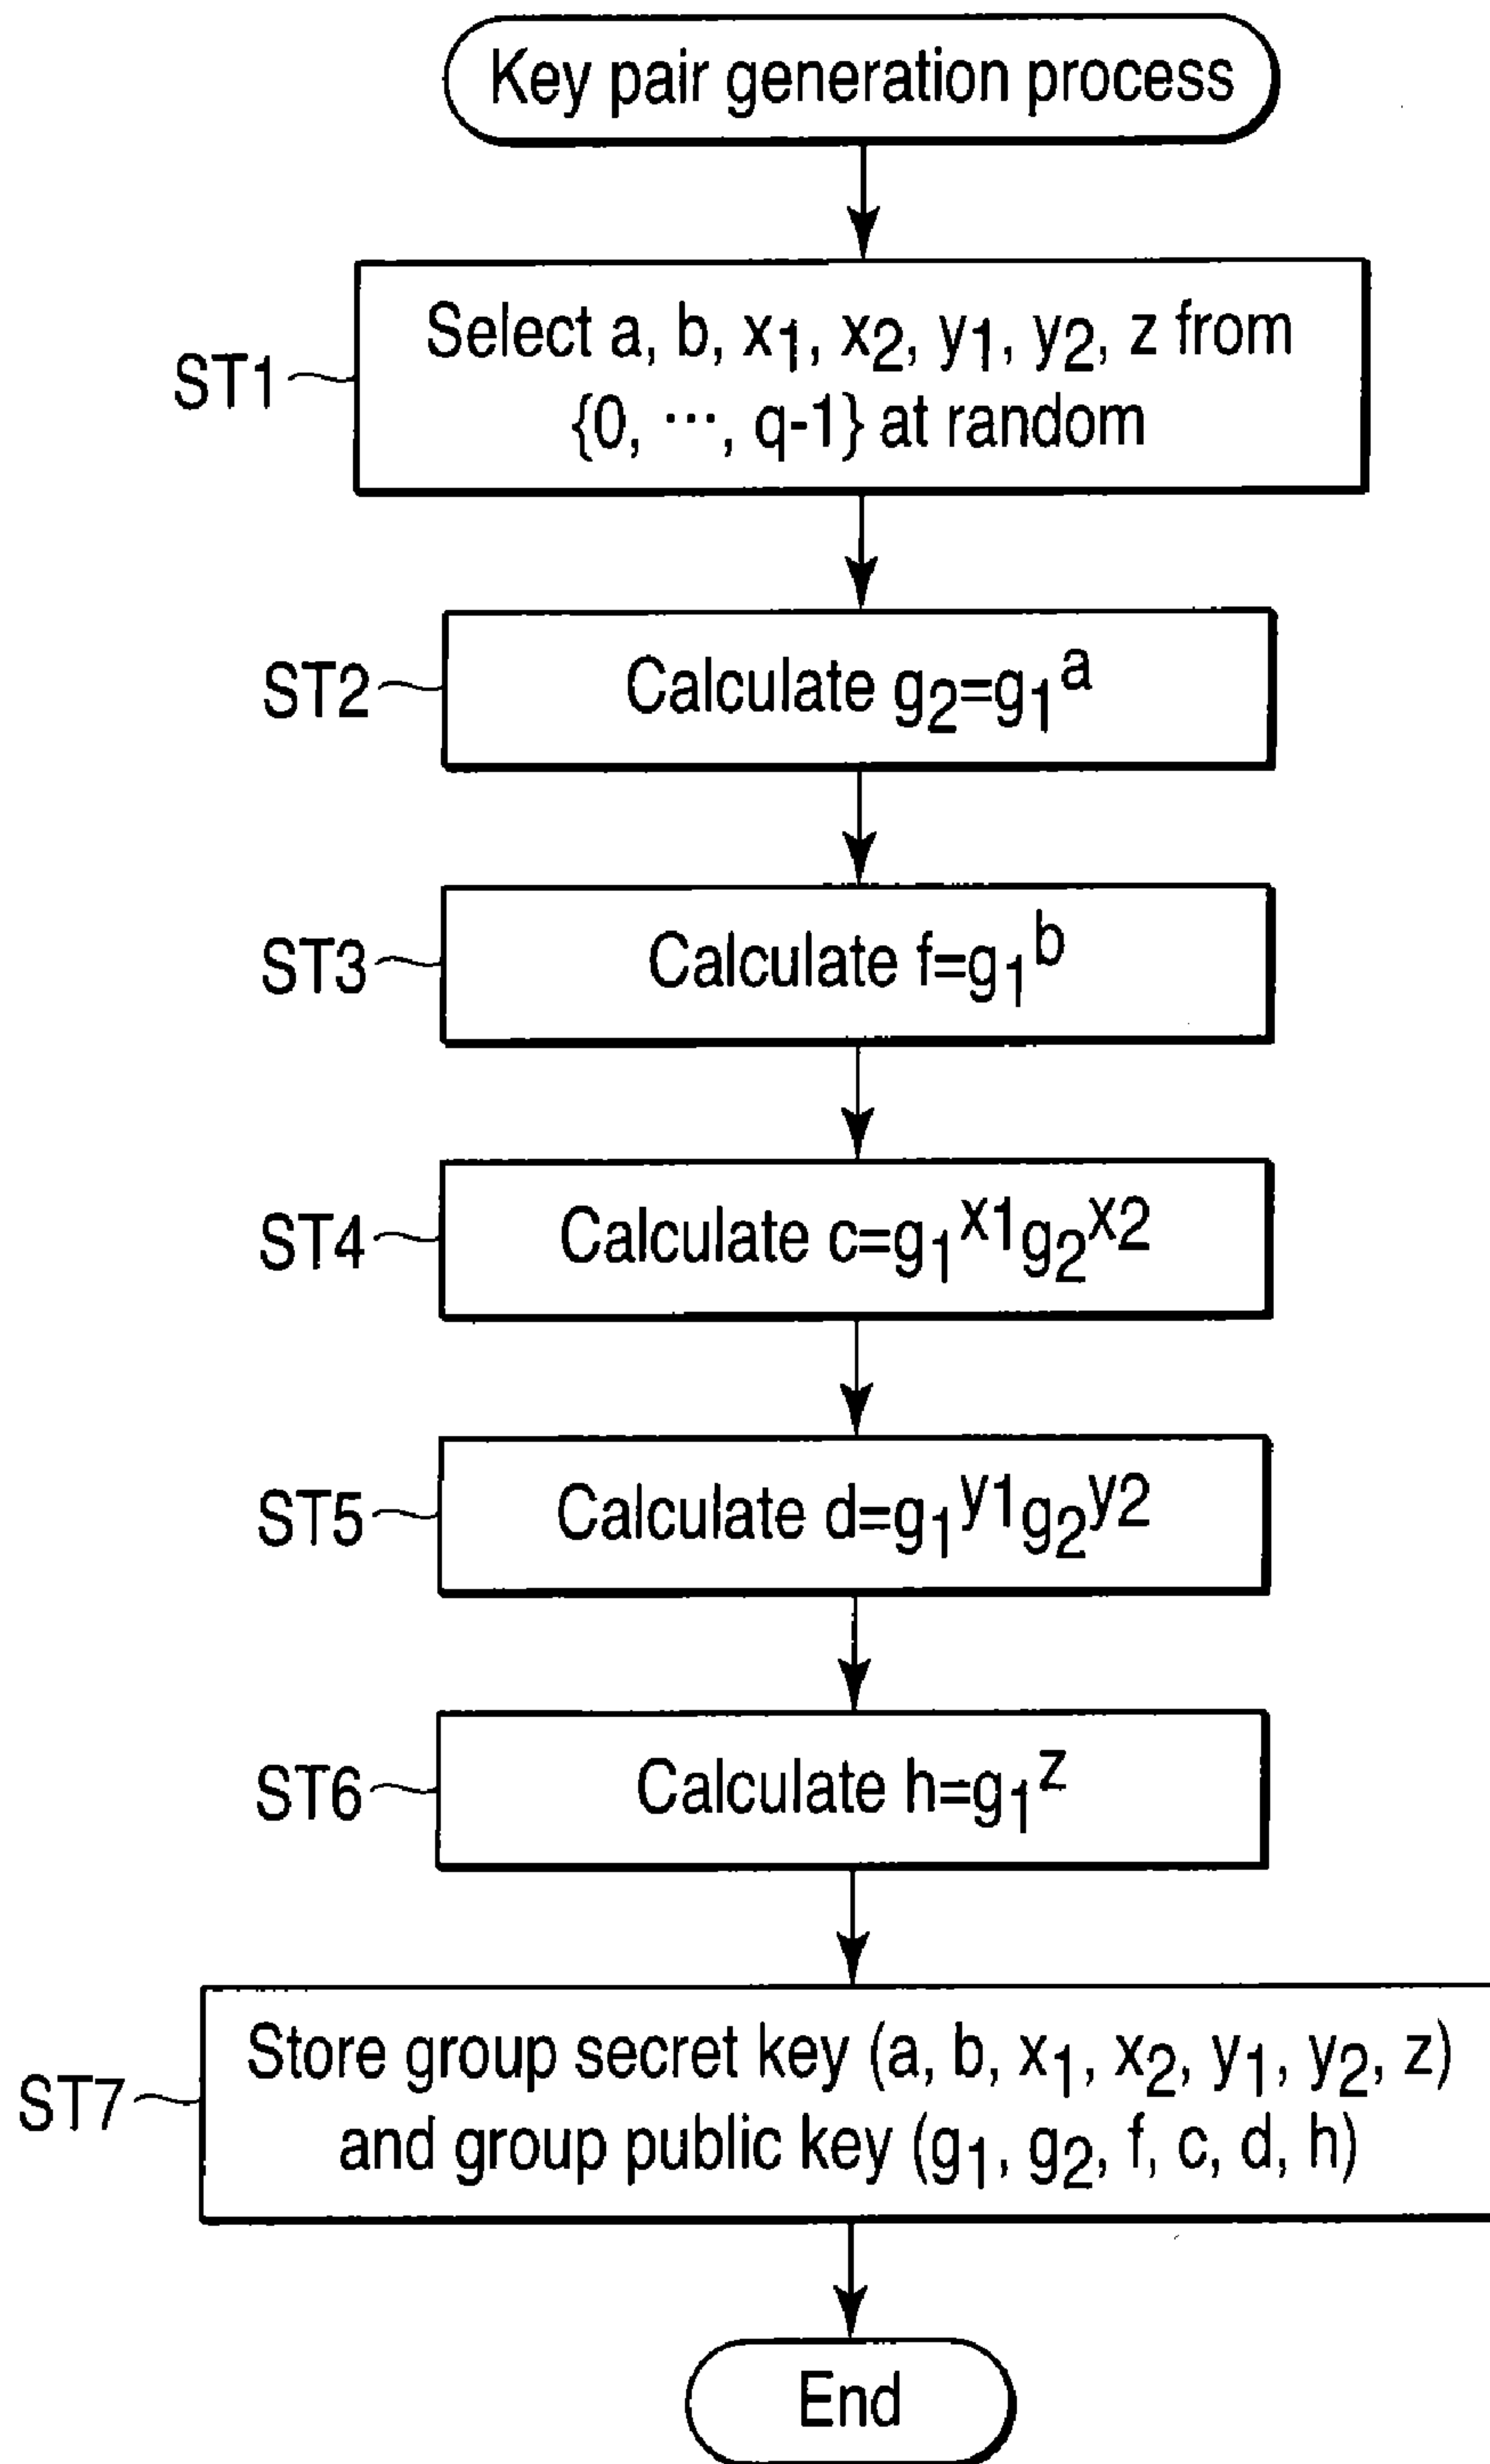 Key pair generation process
ST1
Select a, b, x₁, x₂, y₁, y₂, z from
{0, ⋯, q-1} at random
ST2
Calculate g₂=g₁ᵃ
ST3
Calculate f=g₁ᵇ
ST4
Calculate c=g₁ˣ¹g₂ˣ²
ST5
Calculate d=g₁ʸ¹g₂ʸ²
ST6
Calculate h=g₁ᶻ
ST7
Store group secret key (a, b, x₁, x₂, y₁, y₂, z)
and group public key (g₁, g₂, f, c, d, h)
End